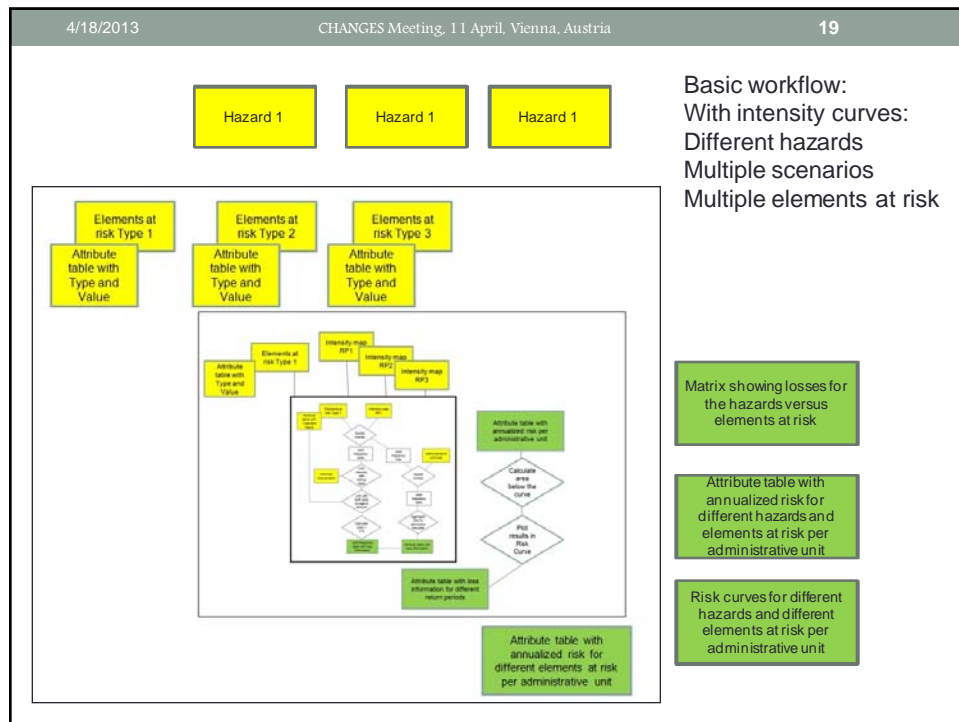 4/18/2013 CHANGES Meeting, 11 April, Vienna, Austria 19
Hazard 1
Hazard 1
Hazard 1
Basic workflow:
With intensity curves:
Different hazards
Multiple scenarios
Multiple elements at risk
Elements at
risk Type 1
Attribute
table with
Type and
Value
Elements at
risk Type 2
Attribute
table with
Type and
Value
Elements at
risk Type 3
Attribute
table with
Type and
Value
Elements at
risk Type 1
Attribute
table with
Type and
Value
Intensity map
RP1
Intensity map
RP2
Intensity map
RP3
Attribute table with
annualized risk per
administrative unit
Calculate
area
below the
curve
Plot
results in
Risk
Curve
Attribute table with loss
information for different
return periods
Attribute table with
annualized risk for
different elements at risk
per administrative unit
Matrix showing losses for
the hazards versus
elements at risk
Attribute table with
annualized risk for
different hazards and
elements at risk per
administrative unit
Risk curves for different
hazards and different
elements at risk per
administrative unit